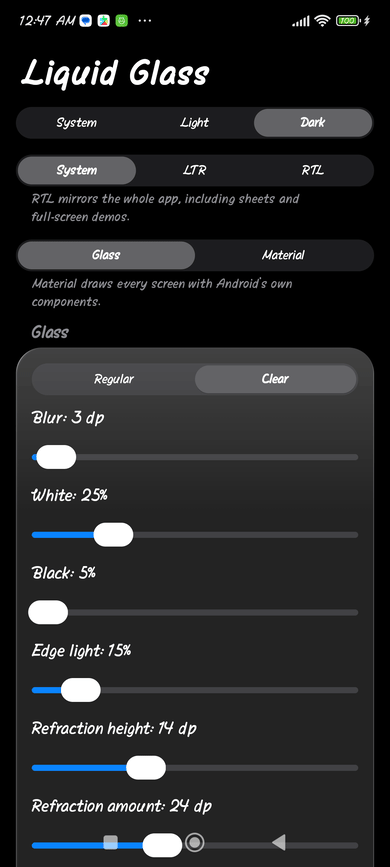 12:47 AM
100
Liquid Glass
System Light Dark
System LTR RTL
RTL mirrors the whole app, including sheets and
full-screen demos.
Glass Material
Material draws every screen with Android's own
components.
Glass
Regular Clear
Blur: 3 dp
White: 25%
Black: 5%
Edge light: 15%
Refraction height: 14 dp
Refraction amount: 24 dp